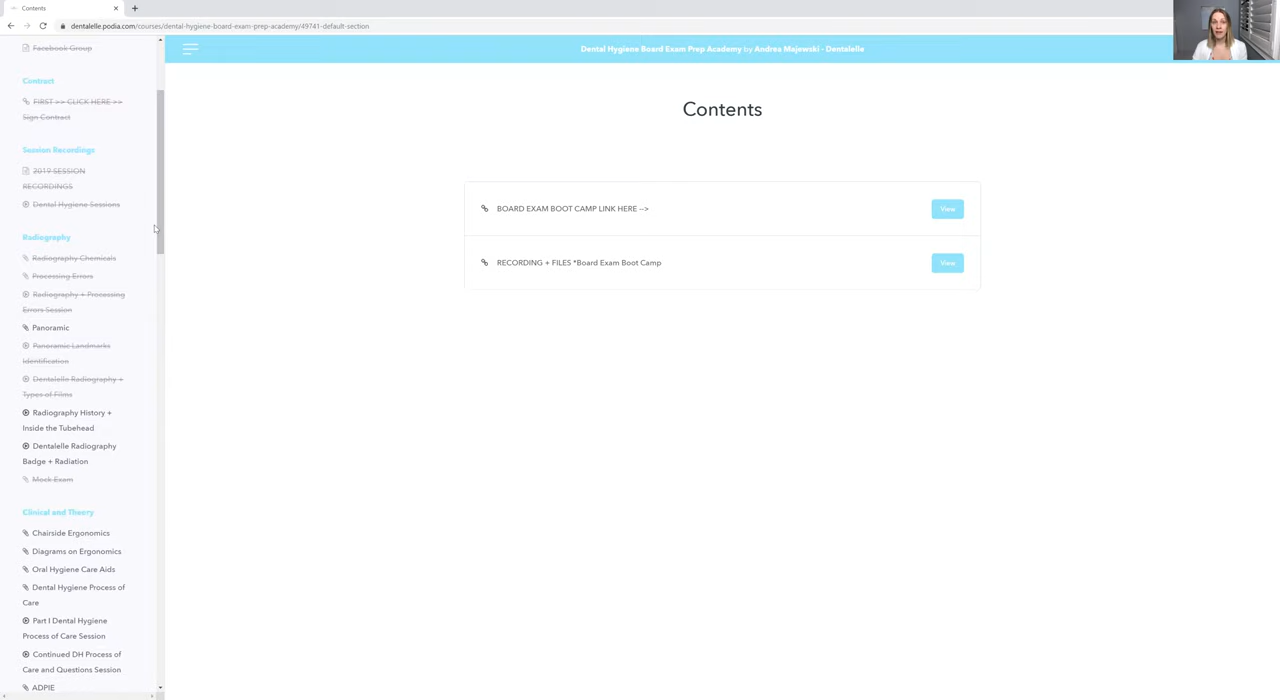 Contents
dentalelle.podia.com/courses/dental-hygiene-board-exam-prep-academy/49741-default-section
Dental Hygiene Board Exam Prep Academy by Andrea Majewski - Dentalelle
Facebook Group
Contract
FIRST >> CLICK HERE >>
Sign Contract
Session Recordings
2019 SESSION
RECORDINGS
Dental Hygiene Sessions
Radiography
Radiography Chemicals
Processing Errors
Radiography + Processing
Errors Session
Panoramic
Panoramic Landmarks
Identification
Dentalelle Radiography +
Types of Films
Radiography History +
Inside the Tubehead
Dentalelle Radiography
Badge + Radiation
Mock Exam
Clinical and Theory
Chairside Ergonomics
Diagrams on Ergonomics
Oral Hygiene Care Aids
Dental Hygiene Process of
Care
Part I Dental Hygiene
Process of Care Session
Continued DH Process of
Care and Questions Session
ADPIE
Contents
BOARD EXAM BOOT CAMP LINK HERE -->
View
RECORDING + FILES *Board Exam Boot Camp
View